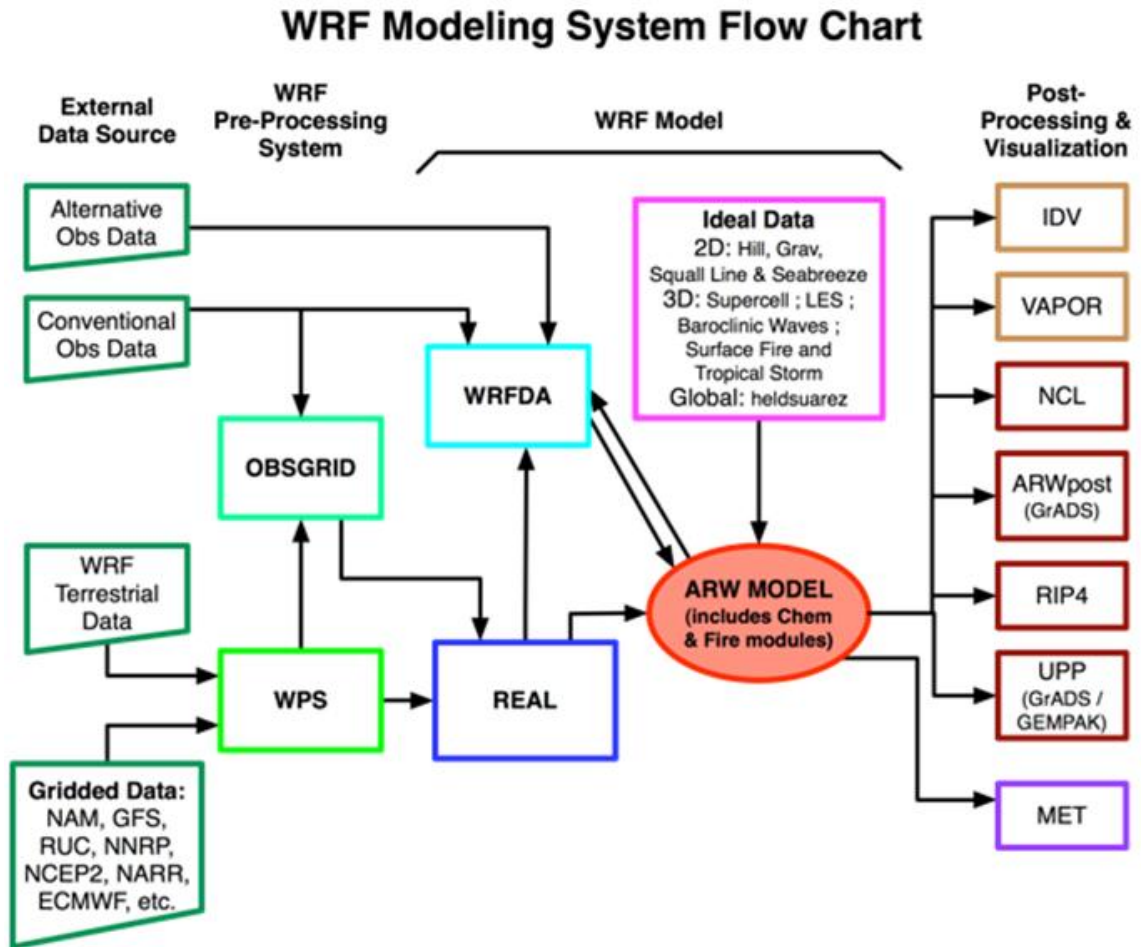 WRF Modeling System Flow Chart
External
Data Source
WRF
Pre-Processing
System
WRF Model
Post-
Processing &
Visualization
Alternative
Obs Data
Conventional
Obs Data
WRF
Terrestrial
Data
Gridded Data:
NAM, GFS,
RUC, NNRP,
NCEP2, NARR,
ECMWF, etc.
OBSGRID
WPS
WRFDA
REAL
Ideal Data
2D: Hill, Grav,
Squall Line & Seabreeze
3D: Supercell ; LES ;
Baroclinic Waves ;
Surface Fire and
Tropical Storm
Global: heldsuarez
ARW MODEL
(includes Chem
& Fire modules)
IDV
VAPOR
NCL
ARWpost
(GrADS)
RIP4
UPP
(GrADS /
GEMPAK)
MET